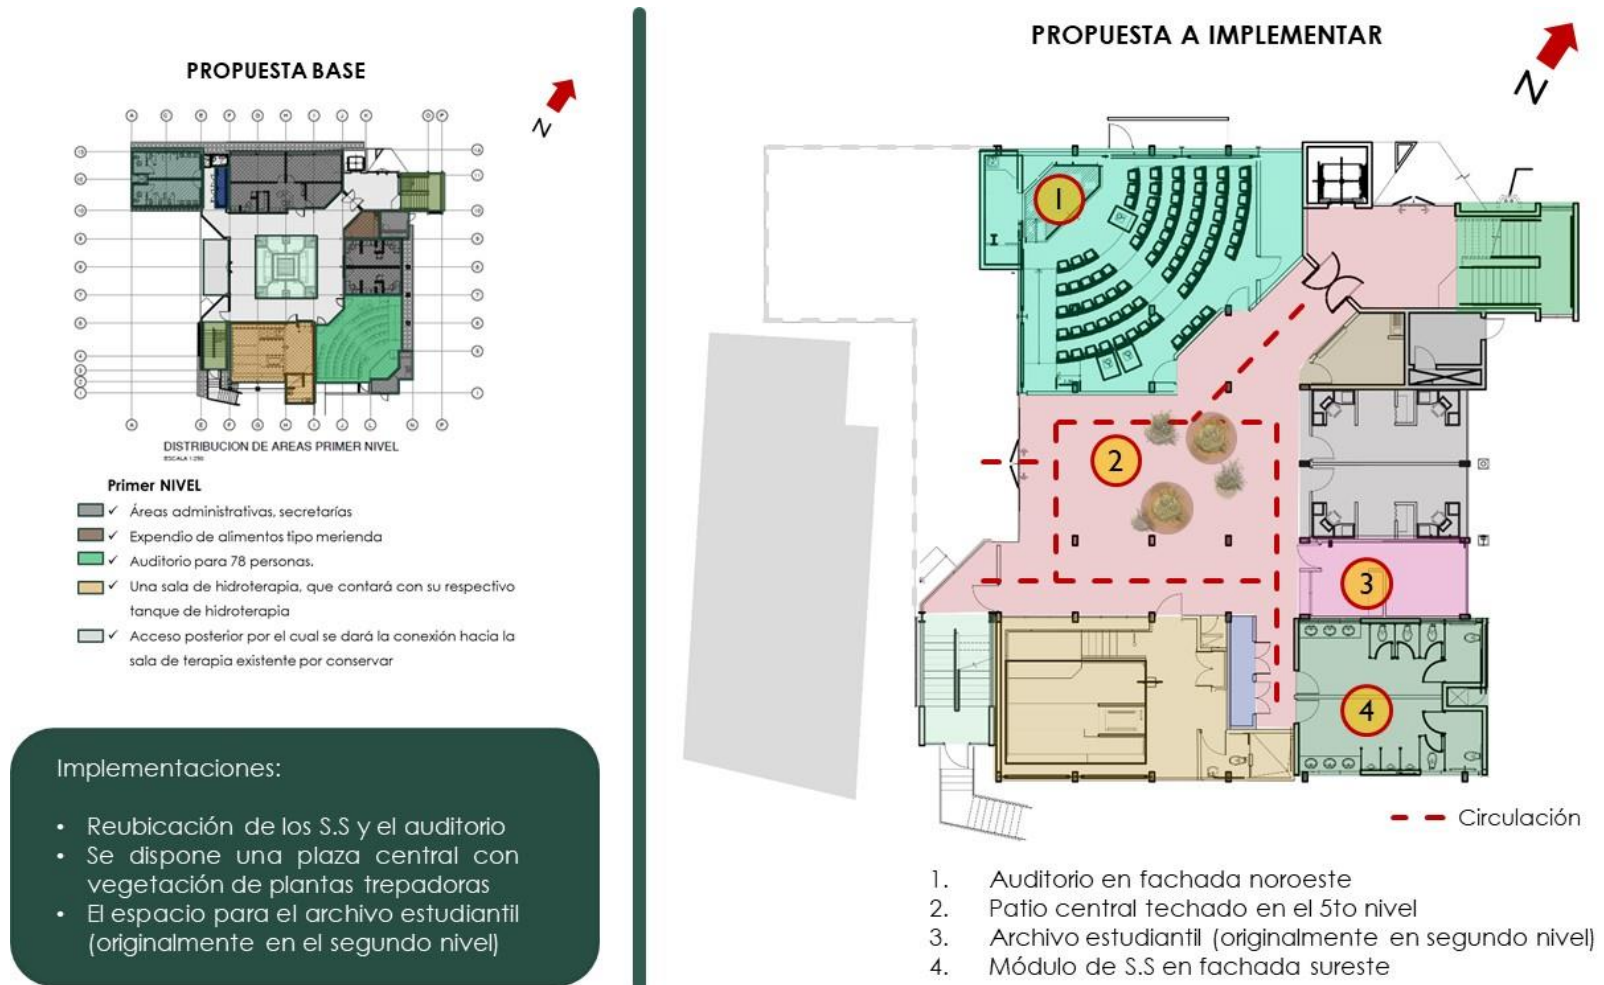 PROPUESTA BASE
N
DISTRIBUCION DE AREAS PRIMER NIVEL
ESCALA 1:250
Primer NIVEL
✓ Áreas administrativas, secretarías
✓ Expendio de alimentos tipo merienda
✓ Auditorio para 78 personas.
✓ Una sala de hidroterapia, que contará con su respectivo
tanque de hidroterapia
✓ Acceso posterior por el cual se dará la conexión hacia la
sala de terapia existente por conservar
Implementaciones:
• Reubicación de los S.S y el auditorio
• Se dispone una plaza central con
vegetación de plantas trepadoras
• El espacio para el archivo estudiantil
(originalmente en el segundo nivel)
PROPUESTA A IMPLEMENTAR
N
1
2
3
4
Circulación
1. Auditorio en fachada noroeste
2. Patio central techado en el 5to nivel
3. Archivo estudiantil (originalmente en segundo nivel)
4. Módulo de S.S en fachada sureste